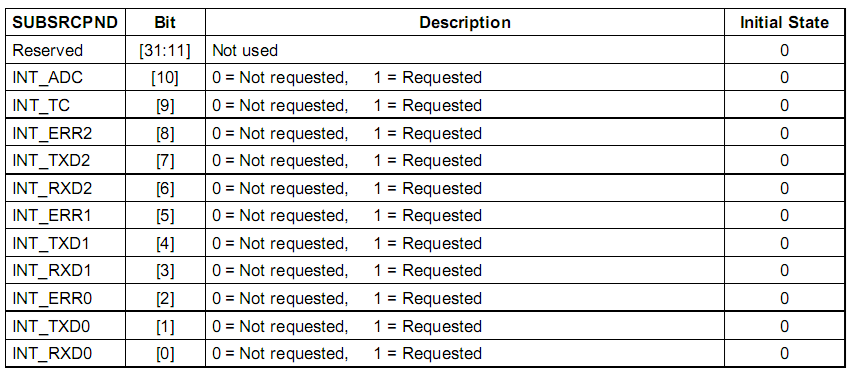 SUBSRCPND Bit Description Initial State
Reserved [31:11] Not used 0
INT_ADC [10] 0 = Not requested, 1 = Requested 0
INT_TC [9] 0 = Not requested, 1 = Requested 0
INT_ERR2 [8] 0 = Not requested, 1 = Requested 0
INT_TXD2 [7] 0 = Not requested, 1 = Requested 0
INT_RXD2 [6] 0 = Not requested, 1 = Requested 0
INT_ERR1 [5] 0 = Not requested, 1 = Requested 0
INT_TXD1 [4] 0 = Not requested, 1 = Requested 0
INT_RXD1 [3] 0 = Not requested, 1 = Requested 0
INT_ERR0 [2] 0 = Not requested, 1 = Requested 0
INT_TXD0 [1] 0 = Not requested, 1 = Requested 0
INT_RXD0 [0] 0 = Not requested, 1 = Requested 0